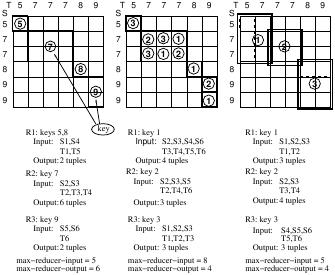 T 5 7 7 7 8 9
S
5 5
7
7 7
8 8
9 9
9
key
R1: keys 5,8
Input: S1,S4
T1,T5
Output: 2 tuples
R2: key 7
Input: S2,S3
T2,T3,T4
Output: 6 tuples
R3: key 9
Input: S5,S6
T6
Output: 2 tuples
max-reducer-input = 5
max-reducer-output = 6
T 5 7 7 7 8 9
S
5 3
7 2 3 1
7 2 3 1
8 1
9 2
9 1
R1: key 1
Input: S2,S3,S4,S6
T3,T4,T5,T6
Output: 4 tuples
R2: key 2
Input: S2,S3,S5
T2,T4,T6
Output: 3 tuples
R3: key 3
Input: S1,S2,S3
T1,T2,T3
Output: 3 tuples
max-reducer-input = 8
max-reducer-output = 4
T 5 7 7 7 8 9
S
5
7 1
7 2
8
9 3
9
R1: key 1
Input: S1,S2,S3
T1,T2
Output: 3 tuples
R2: key 2
Input: S2,S3
T3,T4
Output: 4 tuples
R3: key 3
Input: S4,S5,S6
T5,T6
Output: 3 tuples
max-reducer-input = 5
max-reducer-output = 4